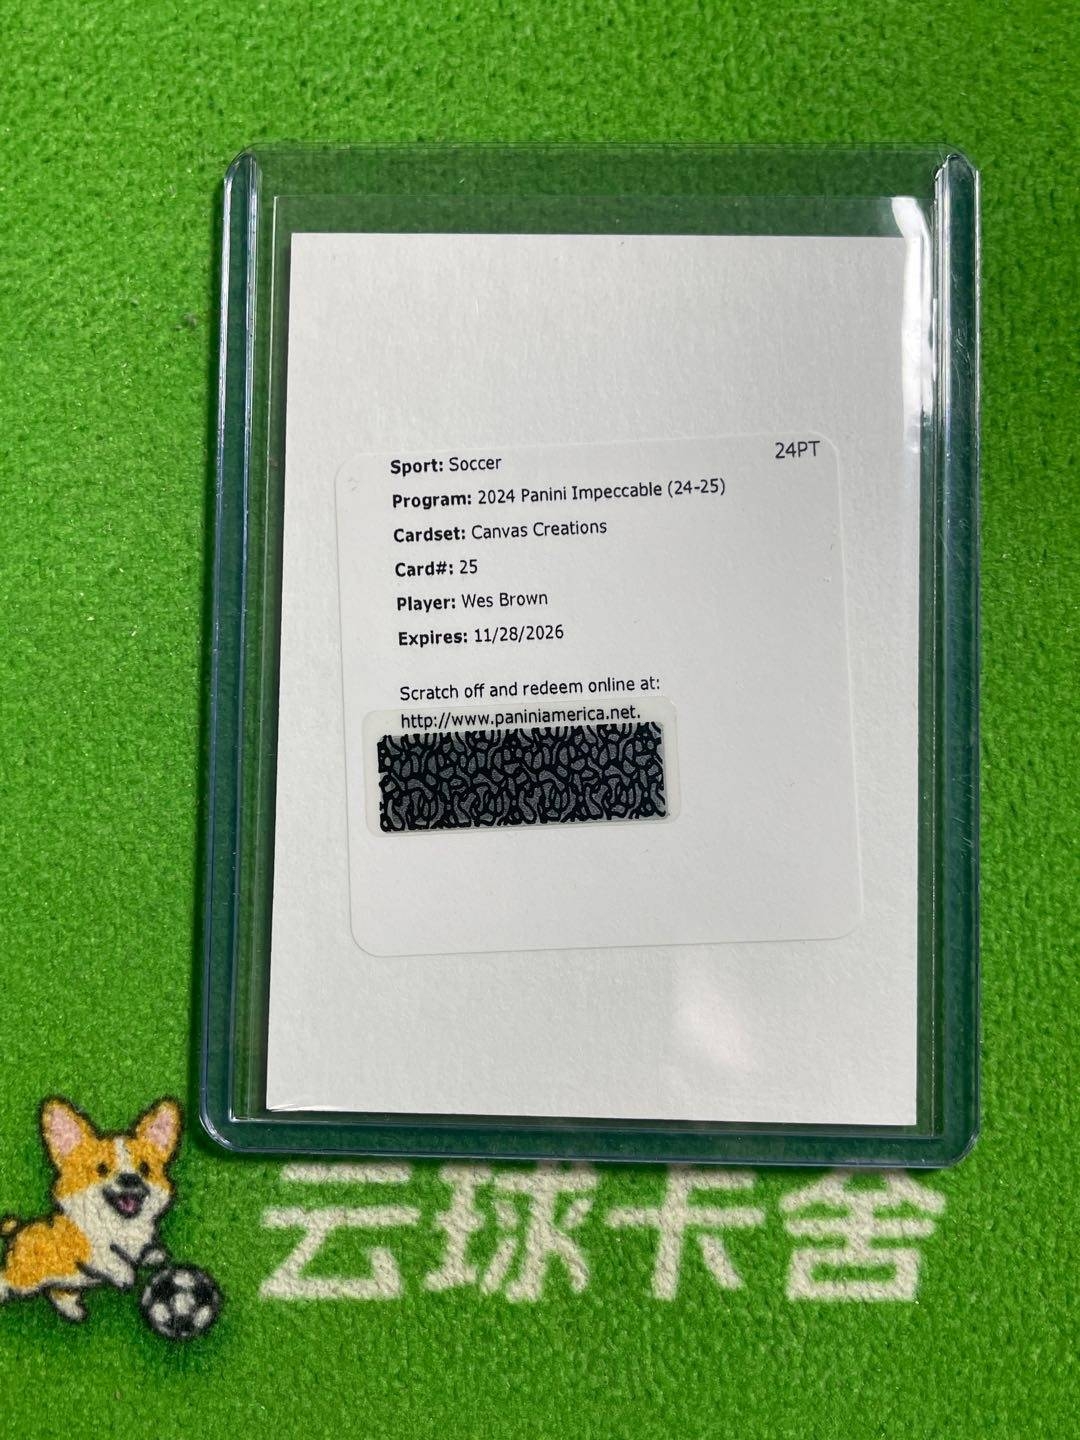 24PT
Sport: Soccer
Program: 2024 Panini Impeccable (24-25)
Cardset: Canvas Creations
Card#: 25
Player: Wes Brown
Expires: 11/28/2026
Scratch off and redeem online at:
http://www.paniniamerica.net.
云球卡舍